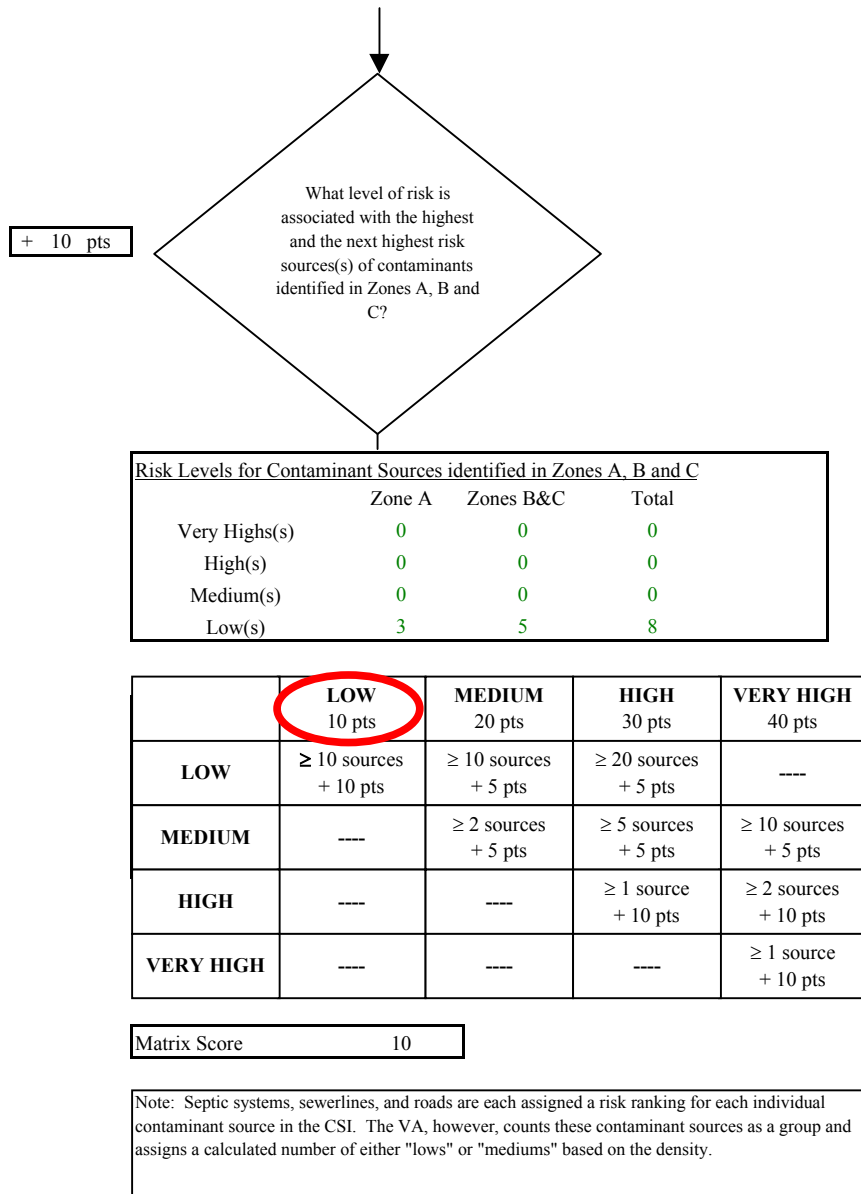 What level of risk is
associated with the highest
and the next highest risk
sources(s) of contaminants
identified in Zones A, B and
C?
+ 10 pts
Risk Levels for Contaminant Sources identified in Zones A, B and C
Zone A Zones B&C Total
Very Highs(s) 0 0 0
High(s) 0 0 0
Medium(s) 0 0 0
Low(s) 3 5 8
LOW MEDIUM HIGH VERY HIGH
10 pts 20 pts 30 pts 40 pts
LOW ≥ 10 sources + 10 pts ≥ 10 sources + 5 pts ≥ 20 sources + 5 pts ----
MEDIUM ---- ≥ 2 sources + 5 pts ≥ 5 sources + 5 pts ≥ 10 sources + 5 pts
HIGH ---- ---- ≥ 1 source + 10 pts ≥ 2 sources + 10 pts
VERY HIGH ---- ---- ---- ≥ 1 source + 10 pts
Matrix Score 10
Note: Septic systems, sewerlines, and roads are each assigned a risk ranking for each individual
contaminant source in the CSI. The VA, however, counts these contaminant sources as a group and
assigns a calculated number of either "lows" or "mediums" based on the density.